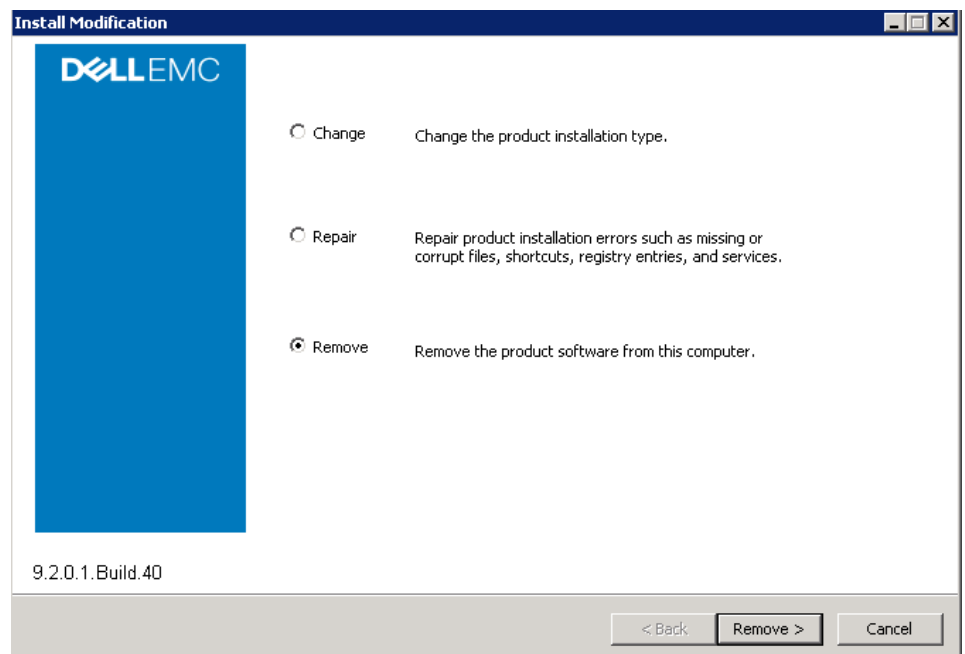 Install Modification
DELLEMC
Change
Change the product installation type.
Repair
Repair product installation errors such as missing or
corrupt files, shortcuts, registry entries, and services.
Remove
Remove the product software from this computer.
9.2.0.1.Build.40
< Back
Remove >
Cancel